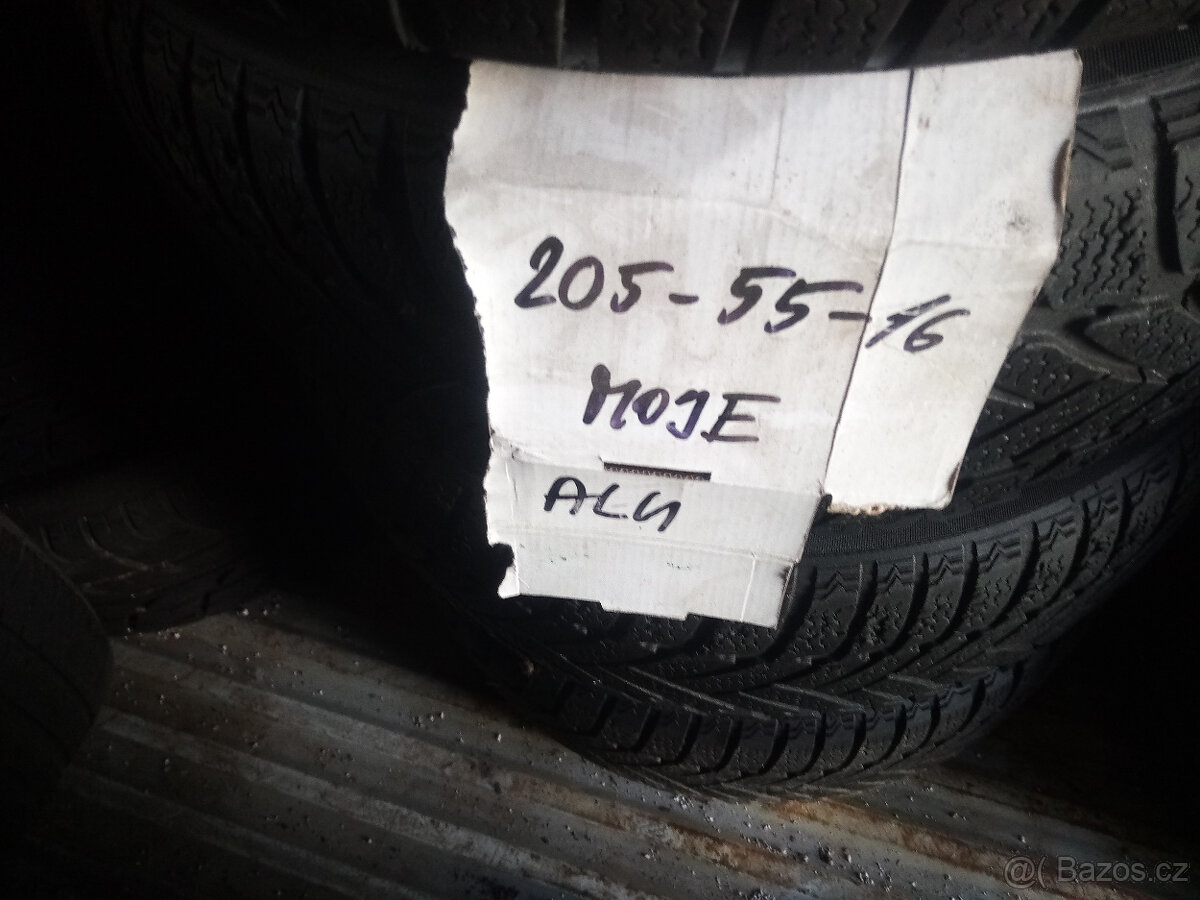 205-55-16
MOJE
ALU
@( Bazos.cz